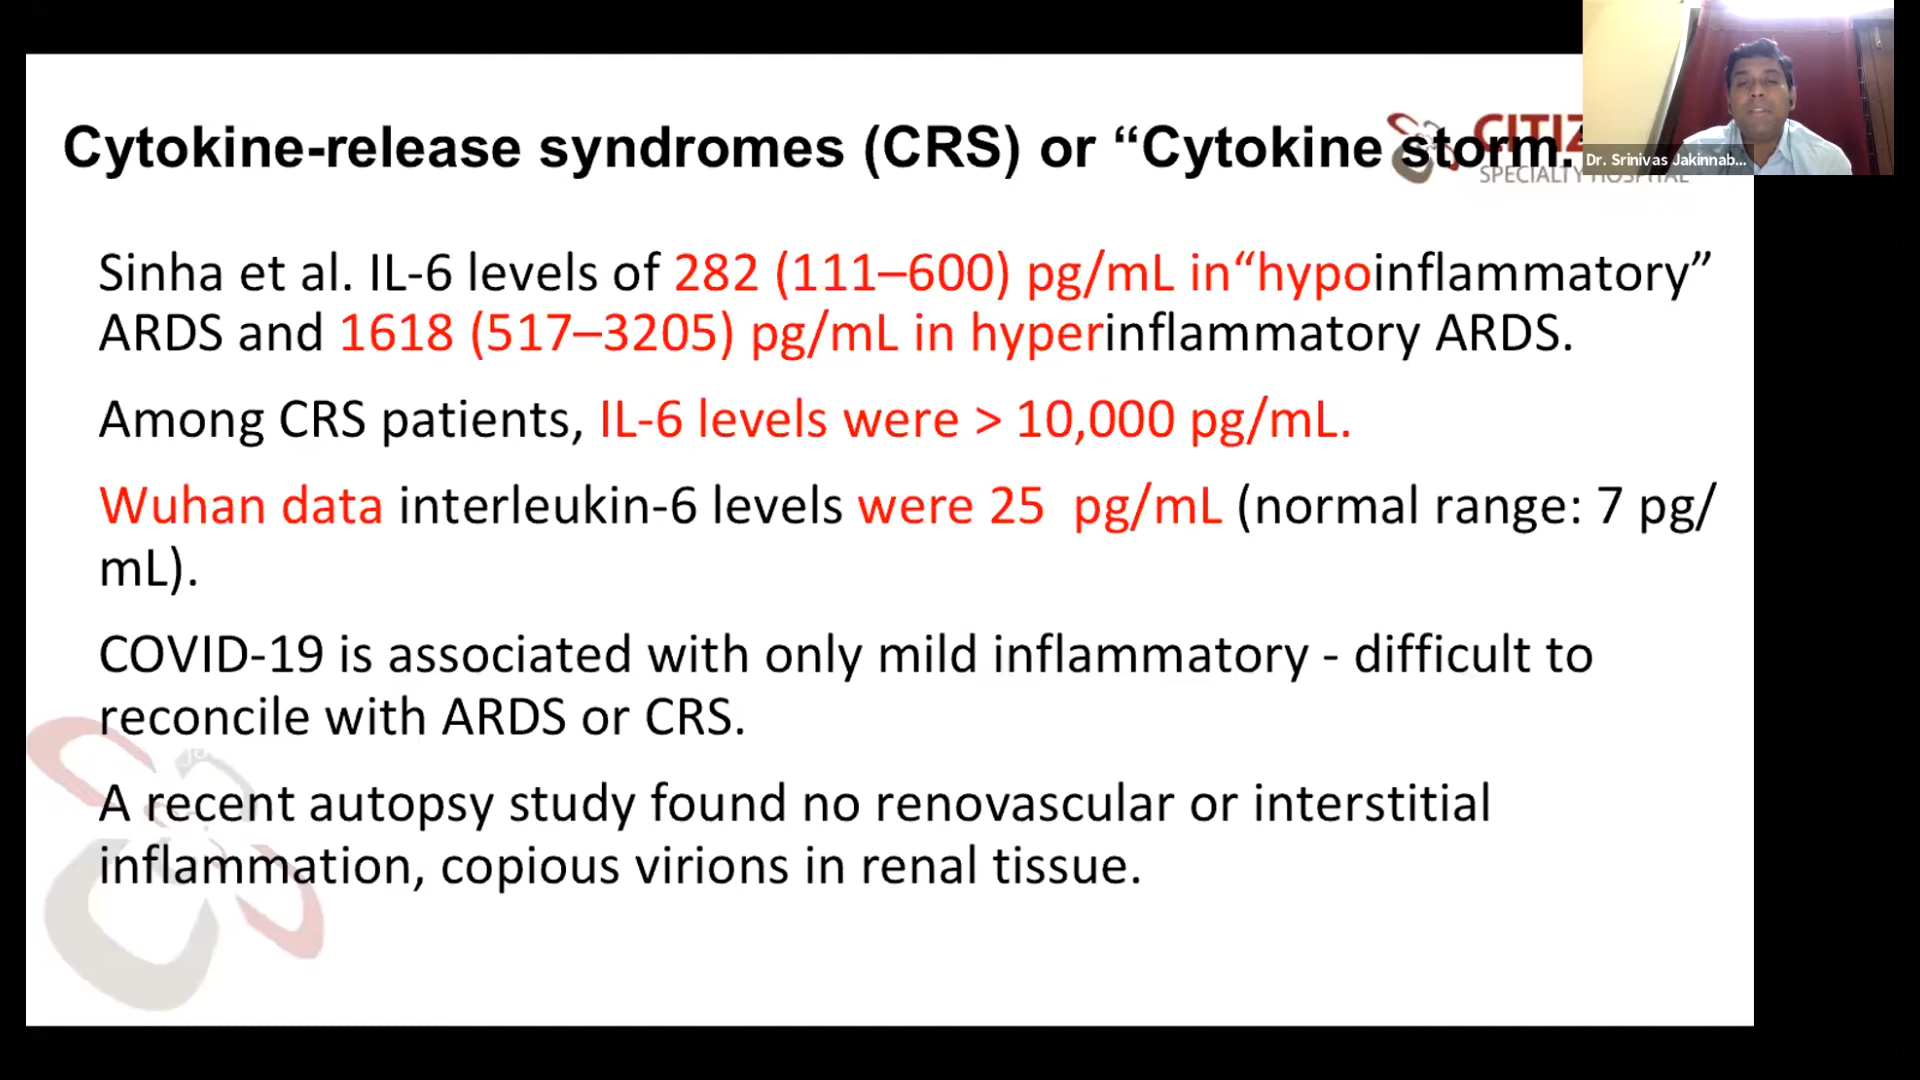 Cytokine-release syndromes (CRS) or “Cytokine storm.
SPECIALTY HOSPITAL
Dr. Srinivas Jakinnab...
Sinha et al. IL-6 levels of 282 (111–600) pg/mL in“hypoinflammatory”
ARDS and 1618 (517–3205) pg/mL in hyperinflammatory ARDS.
Among CRS patients, IL-6 levels were > 10,000 pg/mL.
Wuhan data interleukin-6 levels were 25 pg/mL (normal range: 7 pg/
mL).
COVID-19 is associated with only mild inflammatory - difficult to
reconcile with ARDS or CRS.
A recent autopsy study found no renovascular or interstitial
inflammation, copious virions in renal tissue.